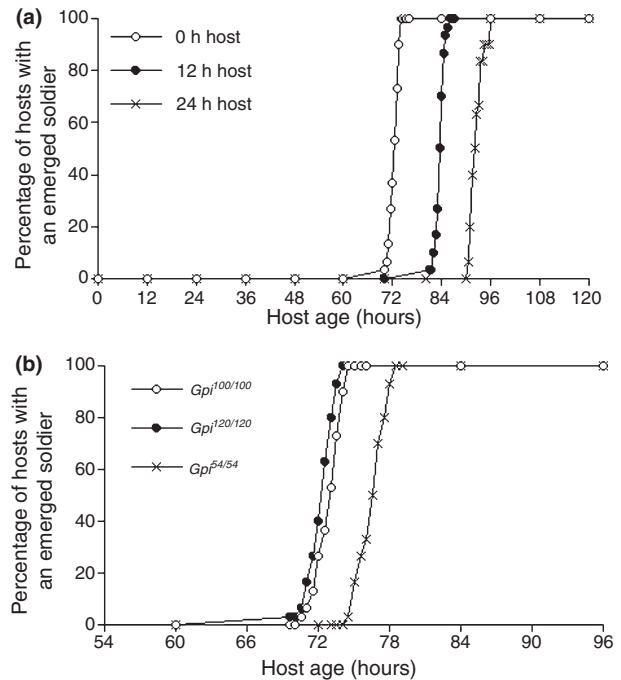 (a)
Percentage of hosts with
an emerged soldier
100
80
60
40
20
0
0 h host
12 h host
24 h host
0 12 24 36 48 60 72 84 96 108 120
Host age (hours)
(b)
Percentage of hosts with
an emerged soldier
100
80
60
40
20
0
Gpi100/100
Gpi120/120
Gpi54/54
54 60 66 72 78 84 90 96
Host age (hours)